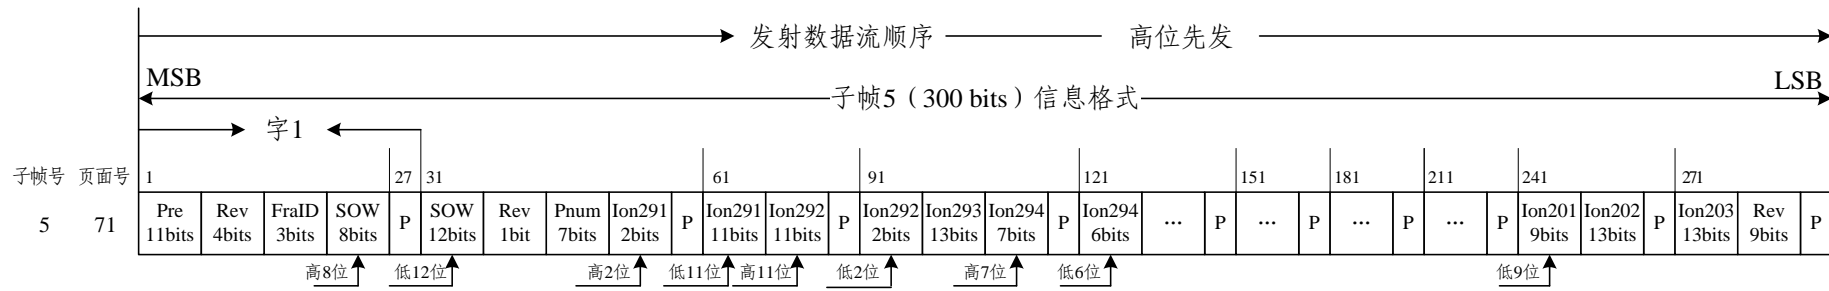 发射数据流顺序 高位先发
MSB LSB
子帧5（300 bits）信息格式
字1
子帧号 页面号 1 27 31 61 91 121 151 181 211 241 271
5 71 Pre 11bits Rev 4bits FraID 3bits SOW 8bits P SOW 12bits Rev 1bit Pnum 7bits Ion291 2bits P Ion291 11bits Ion292 11bits P Ion292 2bits Ion293 13bits Ion294 7bits P Ion294 6bits ... P ... P ... P ... P Ion201 9bits Ion202 13bits P Ion203 13bits Rev 9bits P
高8位 低12位 高2位 低11位 高11位 低2位 高7位 低6位 低9位